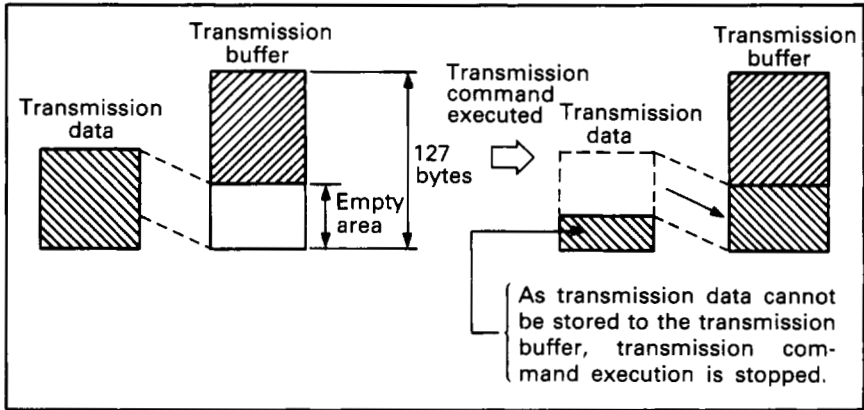 Transmission
buffer
Transmission
data
127
bytes
Empty
area
Transmission
command
executed
Transmission
data
Transmission
buffer
As transmission data cannot
be stored to the transmission
buffer, transmission com-
mand execution is stopped.